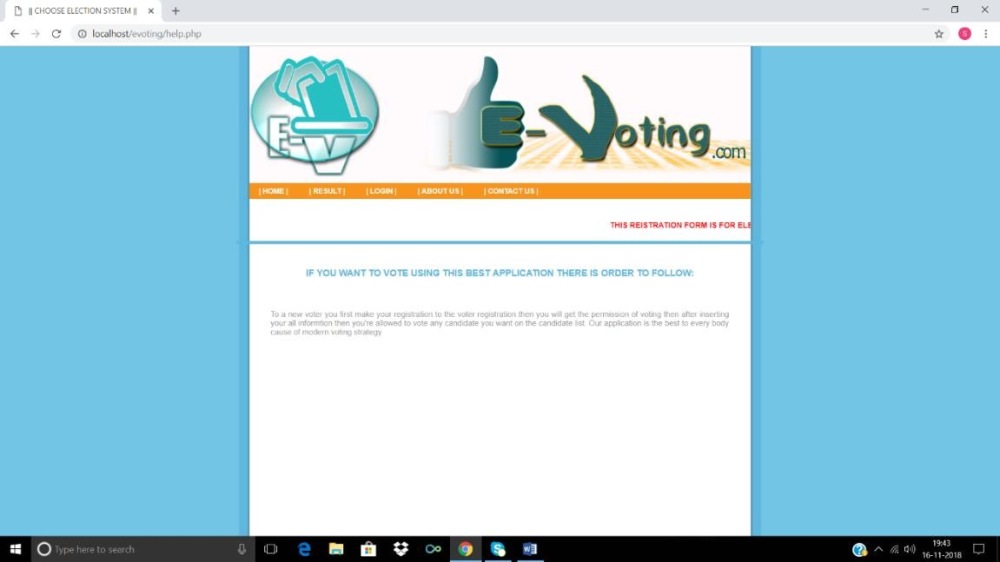 || CHOOSE ELECTION SYSTEM ||
localhost/evoting/help.php
S
E-V
E-Voting.com
| HOME | | RESULT | | LOGIN | | ABOUT US | | CONTACT US |
THIS REISTRATION FORM IS FOR ELE
IF YOU WANT TO VOTE USING THIS BEST APPLICATION THERE IS ORDER TO FOLLOW:
To a new voter you first make your registration to the voter registration then you will get the permission of voting then after inserting
your all informtion then you're allowed to vote any candidate you want on the candidate list. Our application is the best to every body
cause of modern voting strategy
Type here to search
19:43
16-11-2018